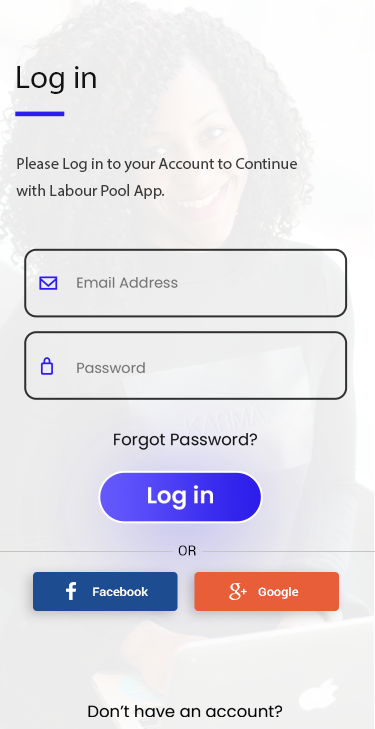 Log in
Please Log in to your Account to Continue
with Labour Pool App.
Email Address
Password
Forgot Password?
Log in
OR
Facebook
Google
Don't have an account?